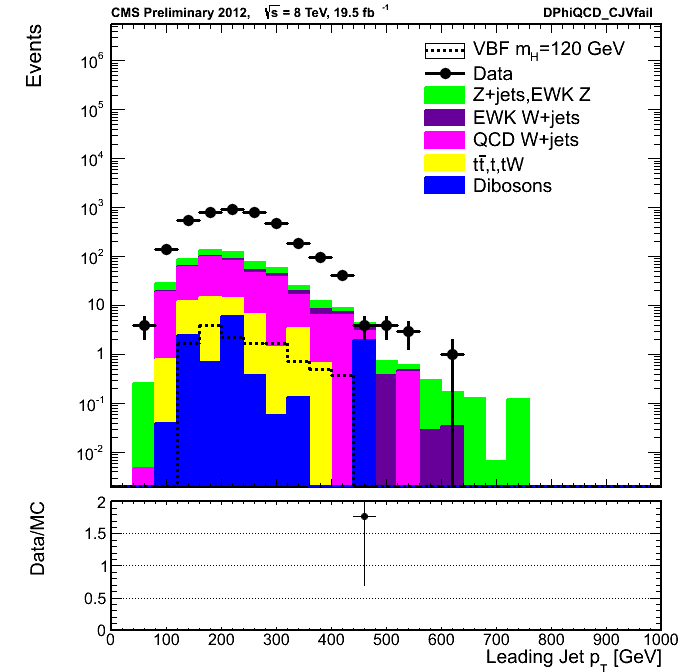 CMS Preliminary 2012, √s = 8 TeV, 19.5 fb⁻¹ DPhiQCD_CJVfail
Events
10⁶
10⁵
10⁴
10³
10²
10
1
10⁻¹
10⁻²
VBF m_H=120 GeV
Data
Z+jets,EWK Z
EWK W+jets
QCD W+jets
tt̄,t,tW
Dibosons
Data/MC
2
1.5
1
0.5
0
0 100 200 300 400 500 600 700 800 900 1000
Leading Jet p_T [GeV]